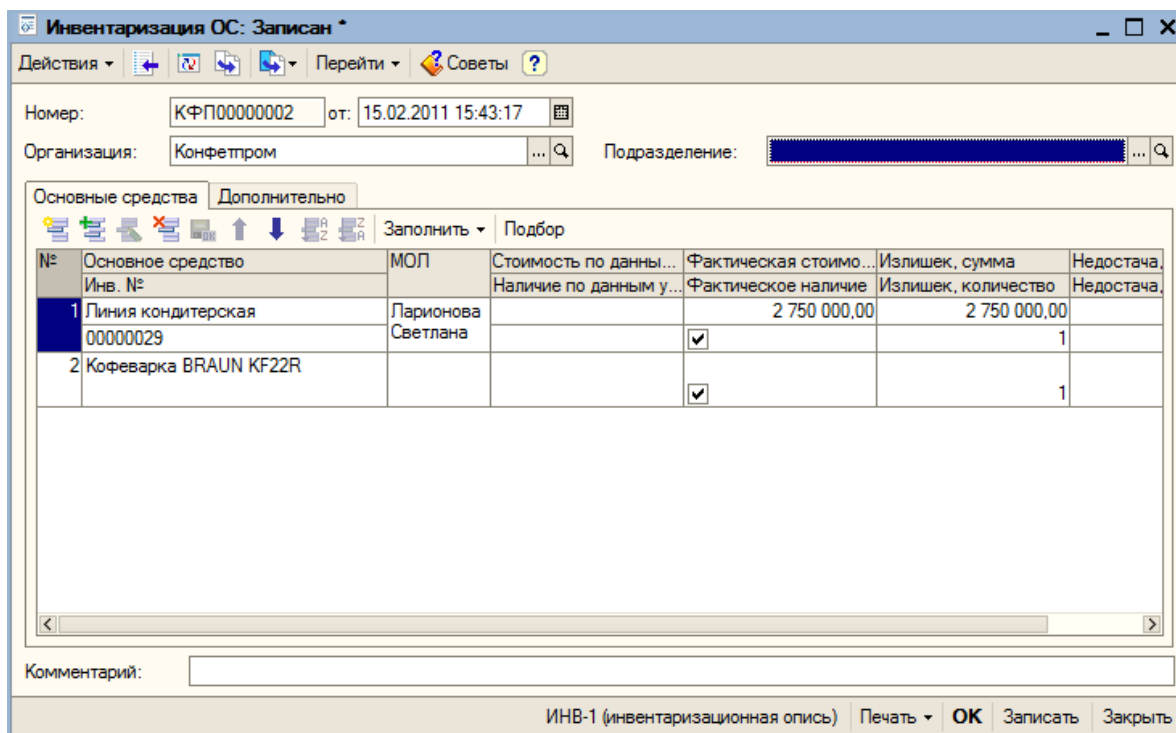 Инвентаризация ОС: Записан *
Действия Перейти Советы ?
Номер: КФП00000002 от: 15.02.2011 15:43:17
Организация: Конфетпром ... Подразделение: ...
Основные средства Дополнительно
Заполнить Подбор
№ Основное средство МОЛ Стоимость по данны... Фактическая стоимо... Излишек, сумма Недостача,
Инв. № Наличие по данным у... Фактическое наличие Излишек, количество Недостача,
1 Линия кондитерская Ларионова 2 750 000,00 2 750 000,00
00000029 Светлана 1
2 Кофеварка BRAUN KF22R
1
Комментарий:
ИНВ-1 (инвентаризационная опись) Печать OK Записать Закрыть